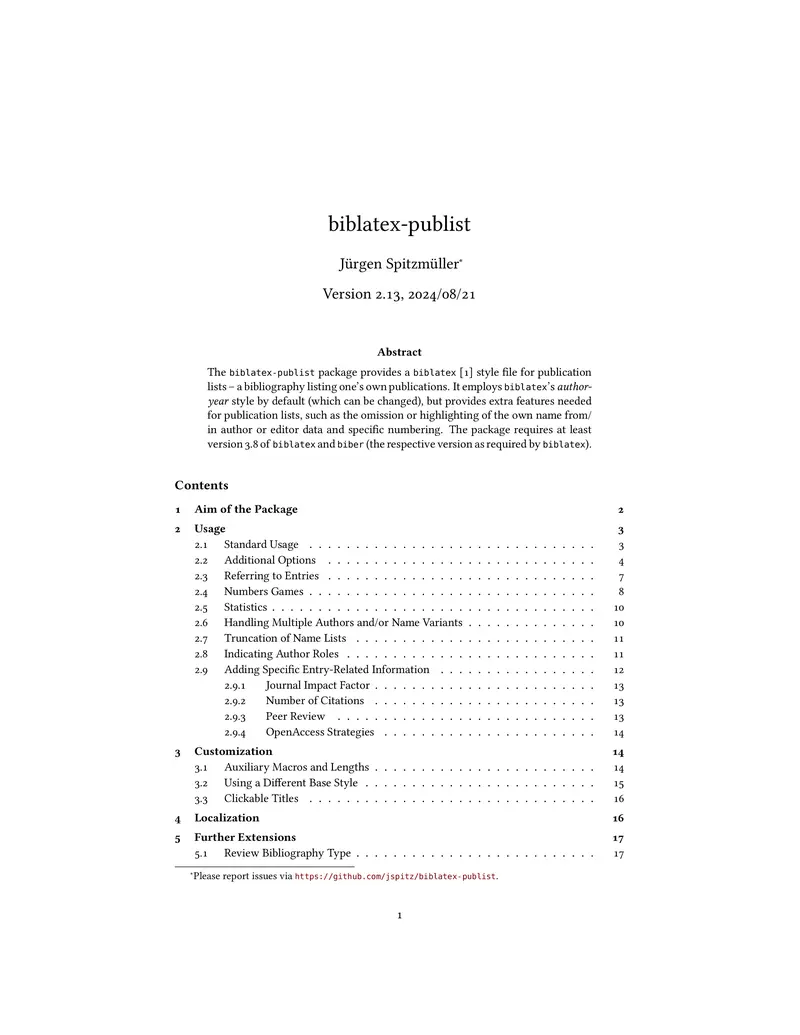 biblatex-publist
Jürgen Spitzmüller*
Version 2.13, 2024/08/21
Abstract
The biblatex-publist package provides a biblatex [1] style file for publication
lists – a bibliography listing one's own publications. It employs biblatex's author-
year style by default (which can be changed), but provides extra features needed
for publication lists, such as the omission or highlighting of the own name from/
in author or editor data and specific numbering. The package requires at least
version 3.8 of biblatex and biber (the respective version as required by biblatex).
Contents
1 Aim of the Package 2
2 Usage 3
2.1 Standard Usage . . . . . . . . . . . . . . . . . . . . . . . . . . . . . . . 3
2.2 Additional Options . . . . . . . . . . . . . . . . . . . . . . . . . . . . . 4
2.3 Referring to Entries . . . . . . . . . . . . . . . . . . . . . . . . . . . . . 7
2.4 Numbers Games . . . . . . . . . . . . . . . . . . . . . . . . . . . . . . . 8
2.5 Statistics . . . . . . . . . . . . . . . . . . . . . . . . . . . . . . . . . . . 10
2.6 Handling Multiple Authors and/or Name Variants . . . . . . . . . . . . . . 10
2.7 Truncation of Name Lists . . . . . . . . . . . . . . . . . . . . . . . . . . 11
2.8 Indicating Author Roles . . . . . . . . . . . . . . . . . . . . . . . . . . . 11
2.9 Adding Specific Entry-Related Information . . . . . . . . . . . . . . . . . 12
2.9.1 Journal Impact Factor . . . . . . . . . . . . . . . . . . . . . . . . 13
2.9.2 Number of Citations . . . . . . . . . . . . . . . . . . . . . . . . 13
2.9.3 Peer Review . . . . . . . . . . . . . . . . . . . . . . . . . . . . 13
2.9.4 OpenAccess Strategies . . . . . . . . . . . . . . . . . . . . . . . 14
3 Customization 14
3.1 Auxiliary Macros and Lengths . . . . . . . . . . . . . . . . . . . . . . . . 14
3.2 Using a Different Base Style . . . . . . . . . . . . . . . . . . . . . . . . . 15
3.3 Clickable Titles . . . . . . . . . . . . . . . . . . . . . . . . . . . . . . . 16
4 Localization 16
5 Further Extensions 17
5.1 Review Bibliography Type . . . . . . . . . . . . . . . . . . . . . . . . . . 17
*Please report issues via https://github.com/jspitz/biblatex-publist.
1